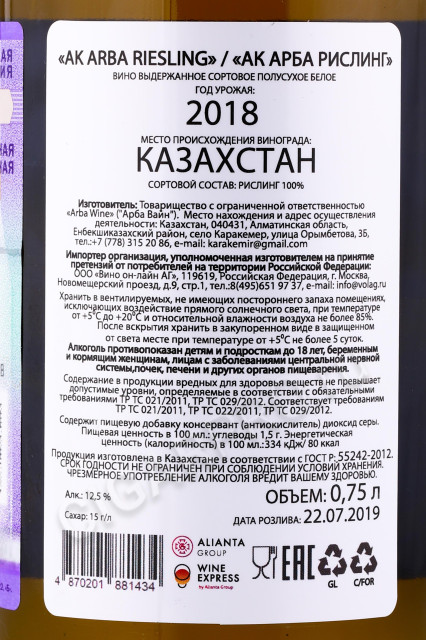 «AK ARBA RIESLING» / «АК АРБА РИСЛИНГ»
ВИНО ВЫДЕРЖАННОЕ СОРТОВОЕ ПОЛУСУХОЕ БЕЛОЕ
ГОД УРОЖАЯ:
2018
МЕСТО ПРОИСХОЖДЕНИЯ ВИНОГРАДА:
КАЗАХСТАН
СОРТОВОЙ СОСТАВ: РИСЛИНГ 100%
Изготовитель: Товарищество с ограниченной ответственностью
«Arba Wine» ("Арба Вайн"). Место нахождения и адрес осуществления
деятельности: Казахстан, 040431, Алматинская область,
Енбекшиказахский район, село Каракемер, улица Орымбетова, 3Б,
тел.:+7 (778) 315 20 86, e-mail: karakemir@gmail.com
Импортер организация, уполномоченная изготовителем на принятие
претензий от потребителей на территории Российской Федерации:
ООО «Вино он-лайн АГ», 119619, Российская Федерация, г. Москва,
Новомещерский проезд, д.9, стр.1, тел.:8(495)651 97 37, e-mail: info@volag.ru
Хранить в вентилируемых, не имеющих постороннего запаха помещениях,
исключающих воздействие прямого солнечного света, при температуре
от +5⁰С до +20⁰С и относительной влажности воздуха не более 85%.
После вскрытия хранить в закупоренном виде в защищенном
от света месте при температуре от +5⁰С не более 5 суток.
Алкоголь противопоказан детям и подросткам до 18 лет, беременным
и кормящим женщинам, лицам с заболеваниями центральной нервной
системы,почек, печени и других органов пищеварения.
Содержание в продукции вредных для здоровья веществ не превышает
допустимые уровни, определяемые в соответствии с обязательными
требованиями ТР ТС 021/2011, ТР ТС 029/2012. Соответствует требованиям
ТР ТС 021/2011, ТР ТС 022/2011, ТР ТС 029/2012.
Содержит пищевую добавку консервант (антиокислитель) диоксид серы.
Пищевая ценность в 100 мл.: углеводы 1,5 г. Энергетическая
ценность (калорийность) в 100 мл.:334 кДж/ 80 ккал
Продукция изготовлена в Казахстане в соответствии с ГОСТ Р: 55242-2012.
СРОК ГОДНОСТИ НЕ ОГРАНИЧЕН ПРИ СОБЛЮДЕНИИ УСЛОВИЙ ХРАНЕНИЯ.
ЧРЕЗМЕРНОЕ УПОТРЕБЛЕНИЕ АЛКОГОЛЯ ВРЕДИТ ВАШЕМУ ЗДОРОВЬЮ.
Алк.: 12,5 %
ОБЪЕМ: 0,75 л
Сахар: 15 г/л
ДАТА РОЗЛИВА: 22.07.2019
ALIANTA
GROUP
WINE
EXPRESS
by Alianta Group
EAC
GL
C/FOR
4 870201 881434